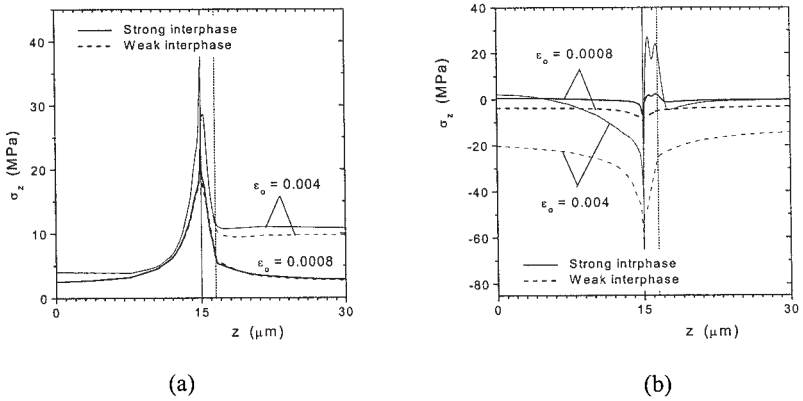 40
30
20
10
0
σz (MPa)
Strong interphase
Weak interphase
εo = 0.004
εo = 0.0008
0 15 30
z (μm)
(a)
40
20
0
-20
-40
-60
-80
σz (MPa)
εo = 0.0008
εo = 0.004
Strong intrphase
Weak interphase
0 15 30
z (μm)
(b)